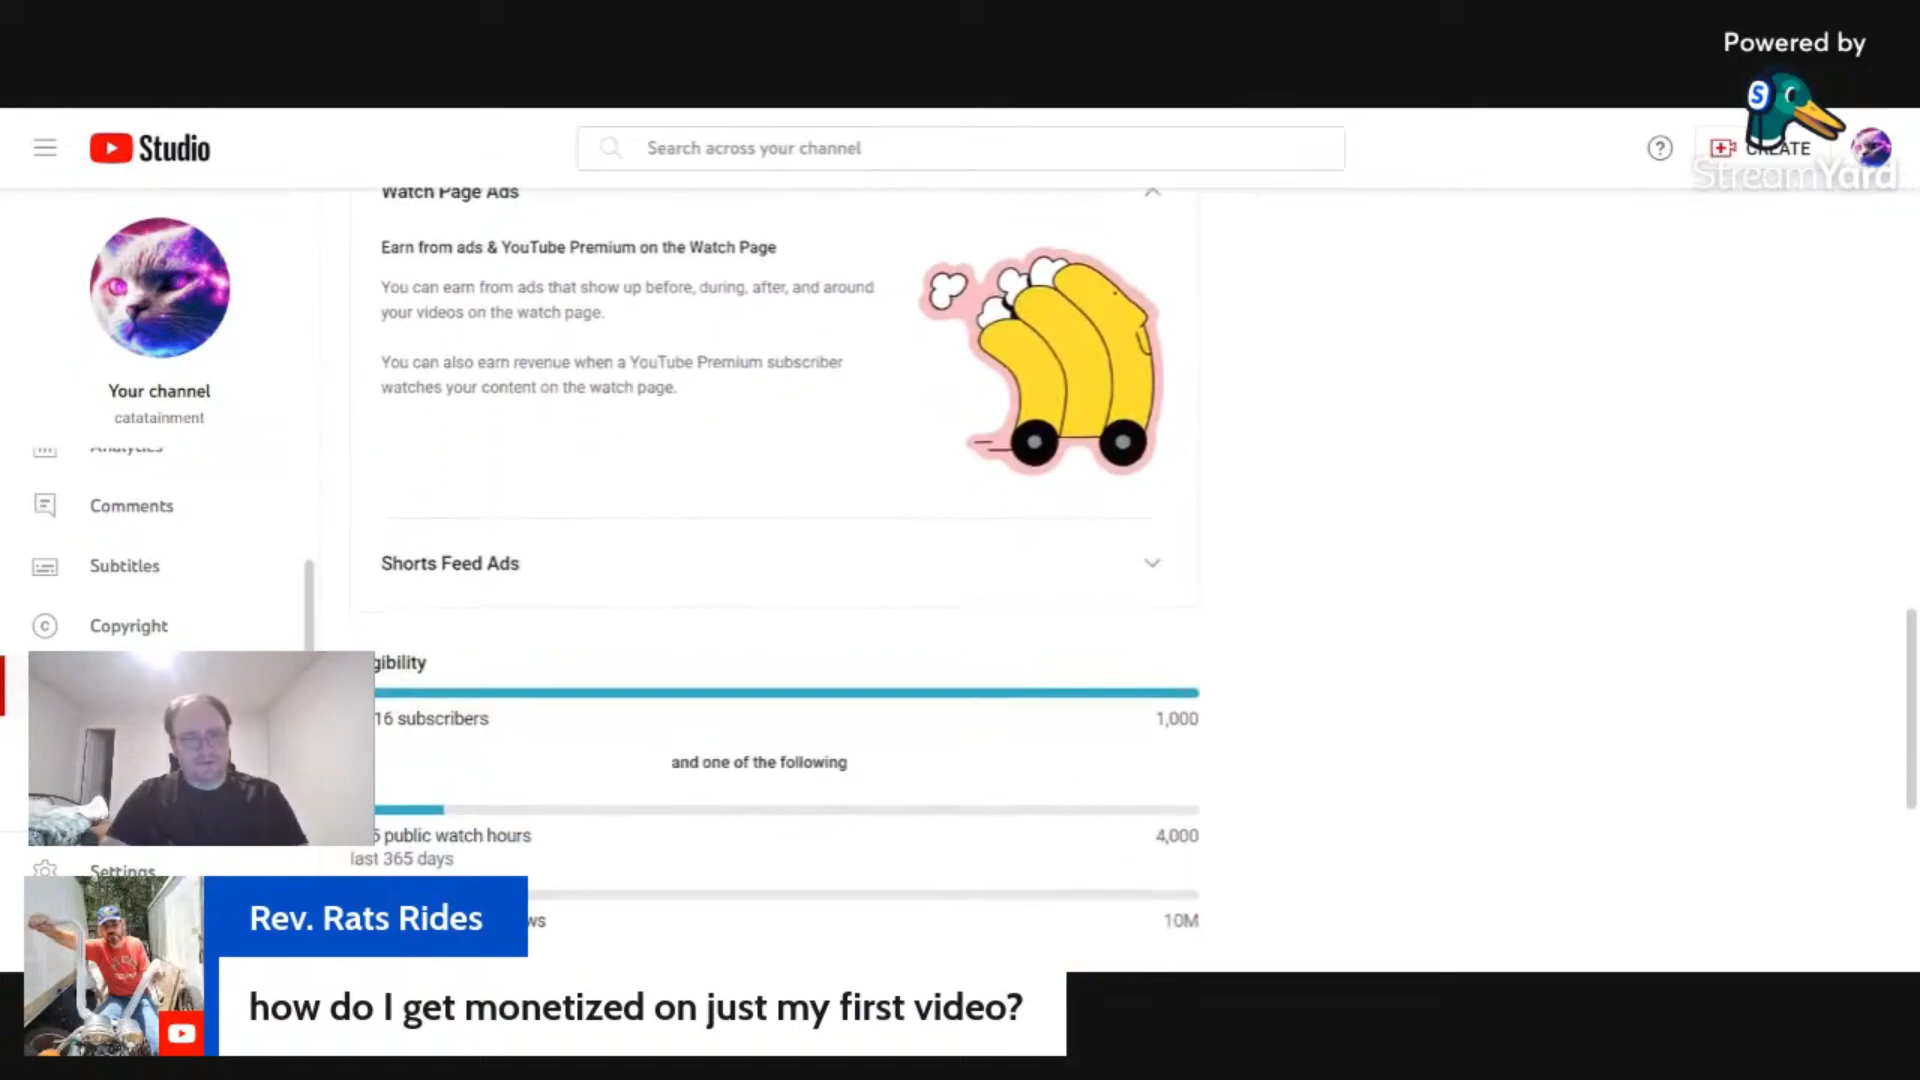 Powered by
StreamYard
Studio
Search across your channel
CREATE
Watch Page Ads
Earn from ads & YouTube Premium on the Watch Page
You can earn from ads that show up before, during, after, and around
your videos on the watch page.
You can also earn revenue when a YouTube Premium subscriber
watches your content on the watch page.
Shorts Feed Ads
Your channel
catatainment
Analytics
Comments
Subtitles
Copyright
Settings
gibility
16 subscribers
1,000
and one of the following
5 public watch hours
4,000
last 365 days
ws
10M
Rev. Rats Rides
how do I get monetized on just my first video?